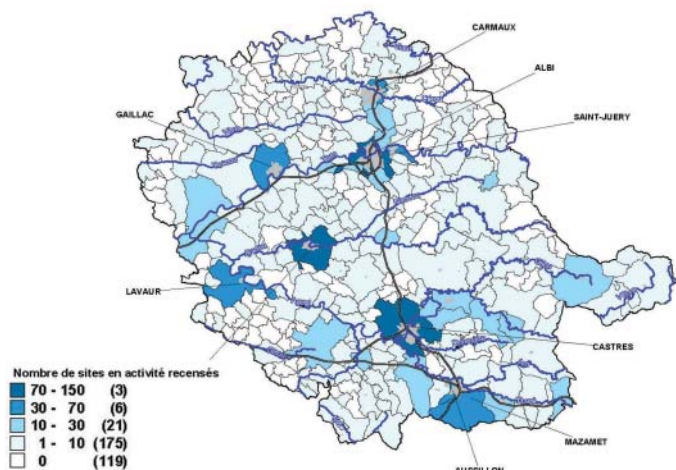 CARMAUX
ALBI
GAILLAC
SAINT-JUERY
LAVAUR
CASTRES
Nombre de sites en activité recensés
70 - 150 (3)
30 - 70 (6)
10 - 30 (21)
1 - 10 (175)
0 (119)
MAZAMET
AUSSILLON